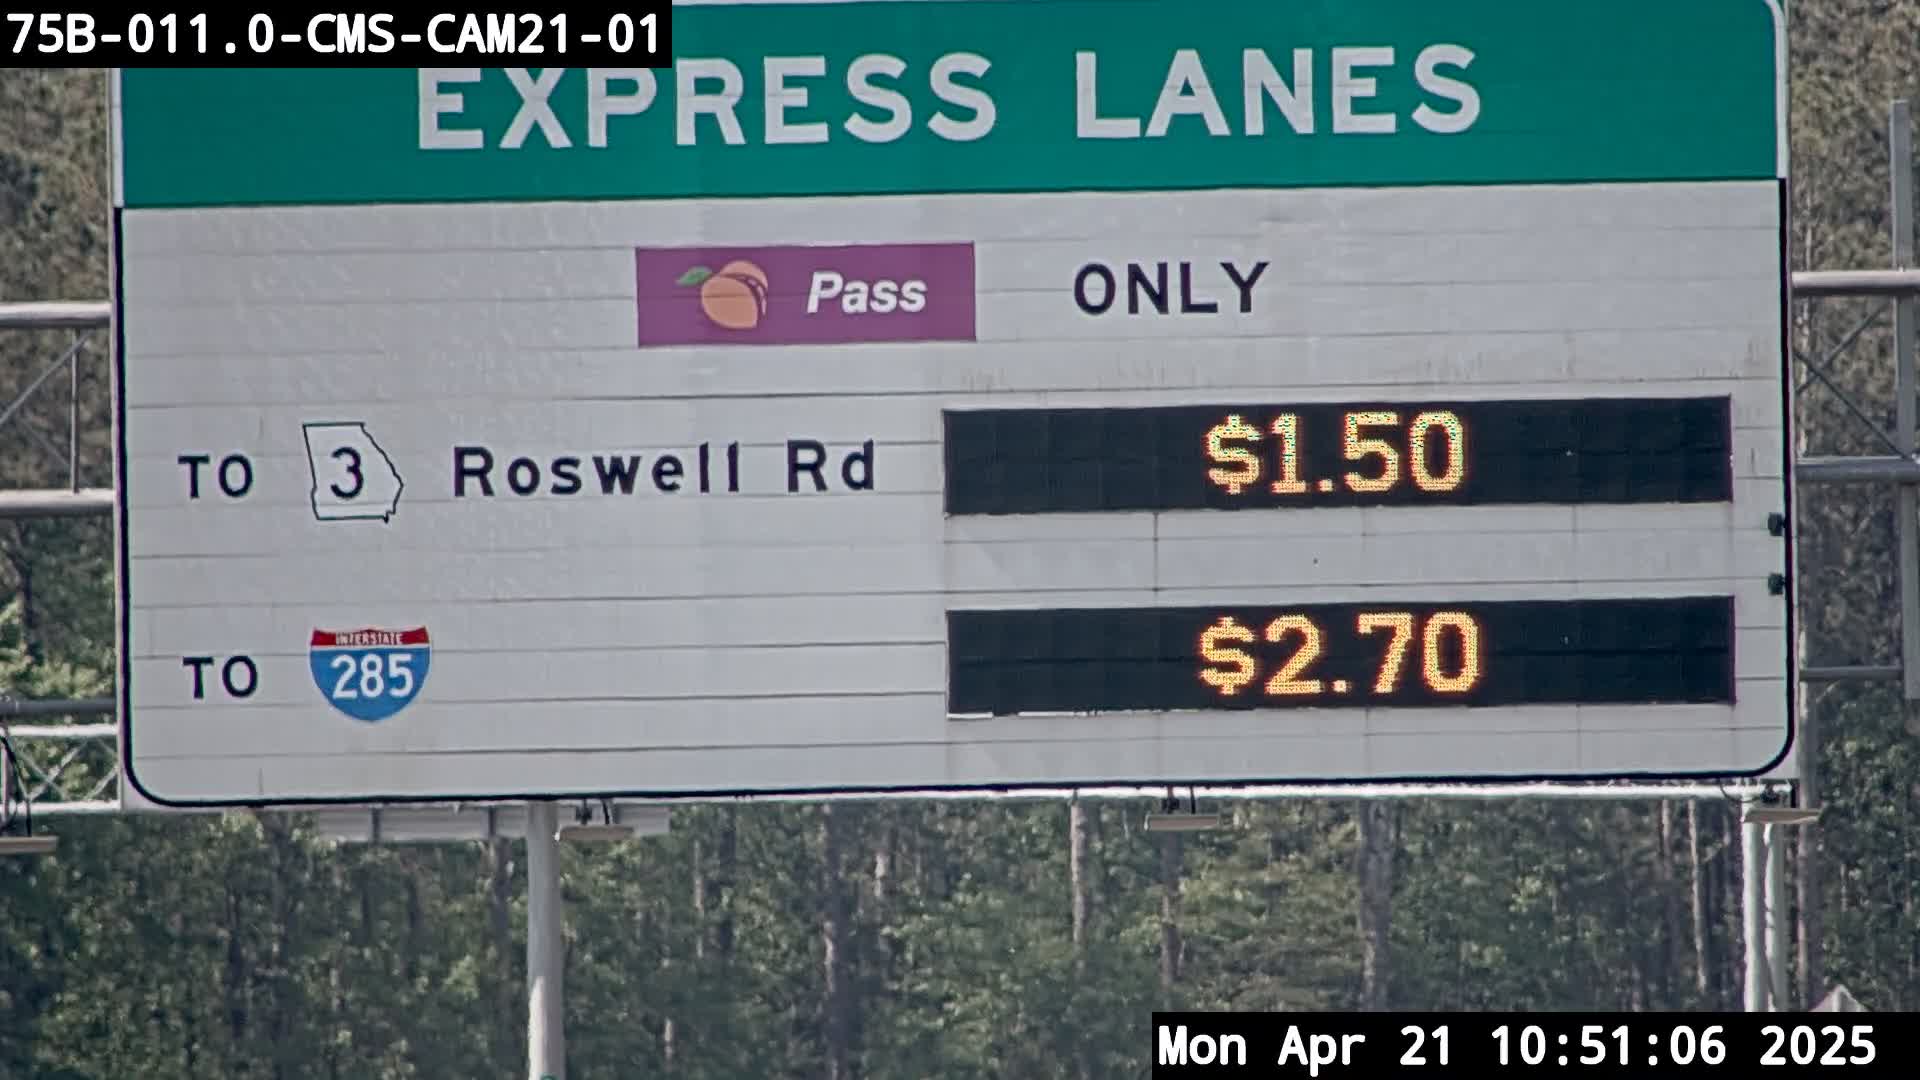 75B-011.0-CMS-CAM21-01
EXPRESS LANES
Pass ONLY
TO 3 Roswell Rd $1.50
TO INTERSTATE 285 $2.70
Mon Apr 21 10:51:06 2025